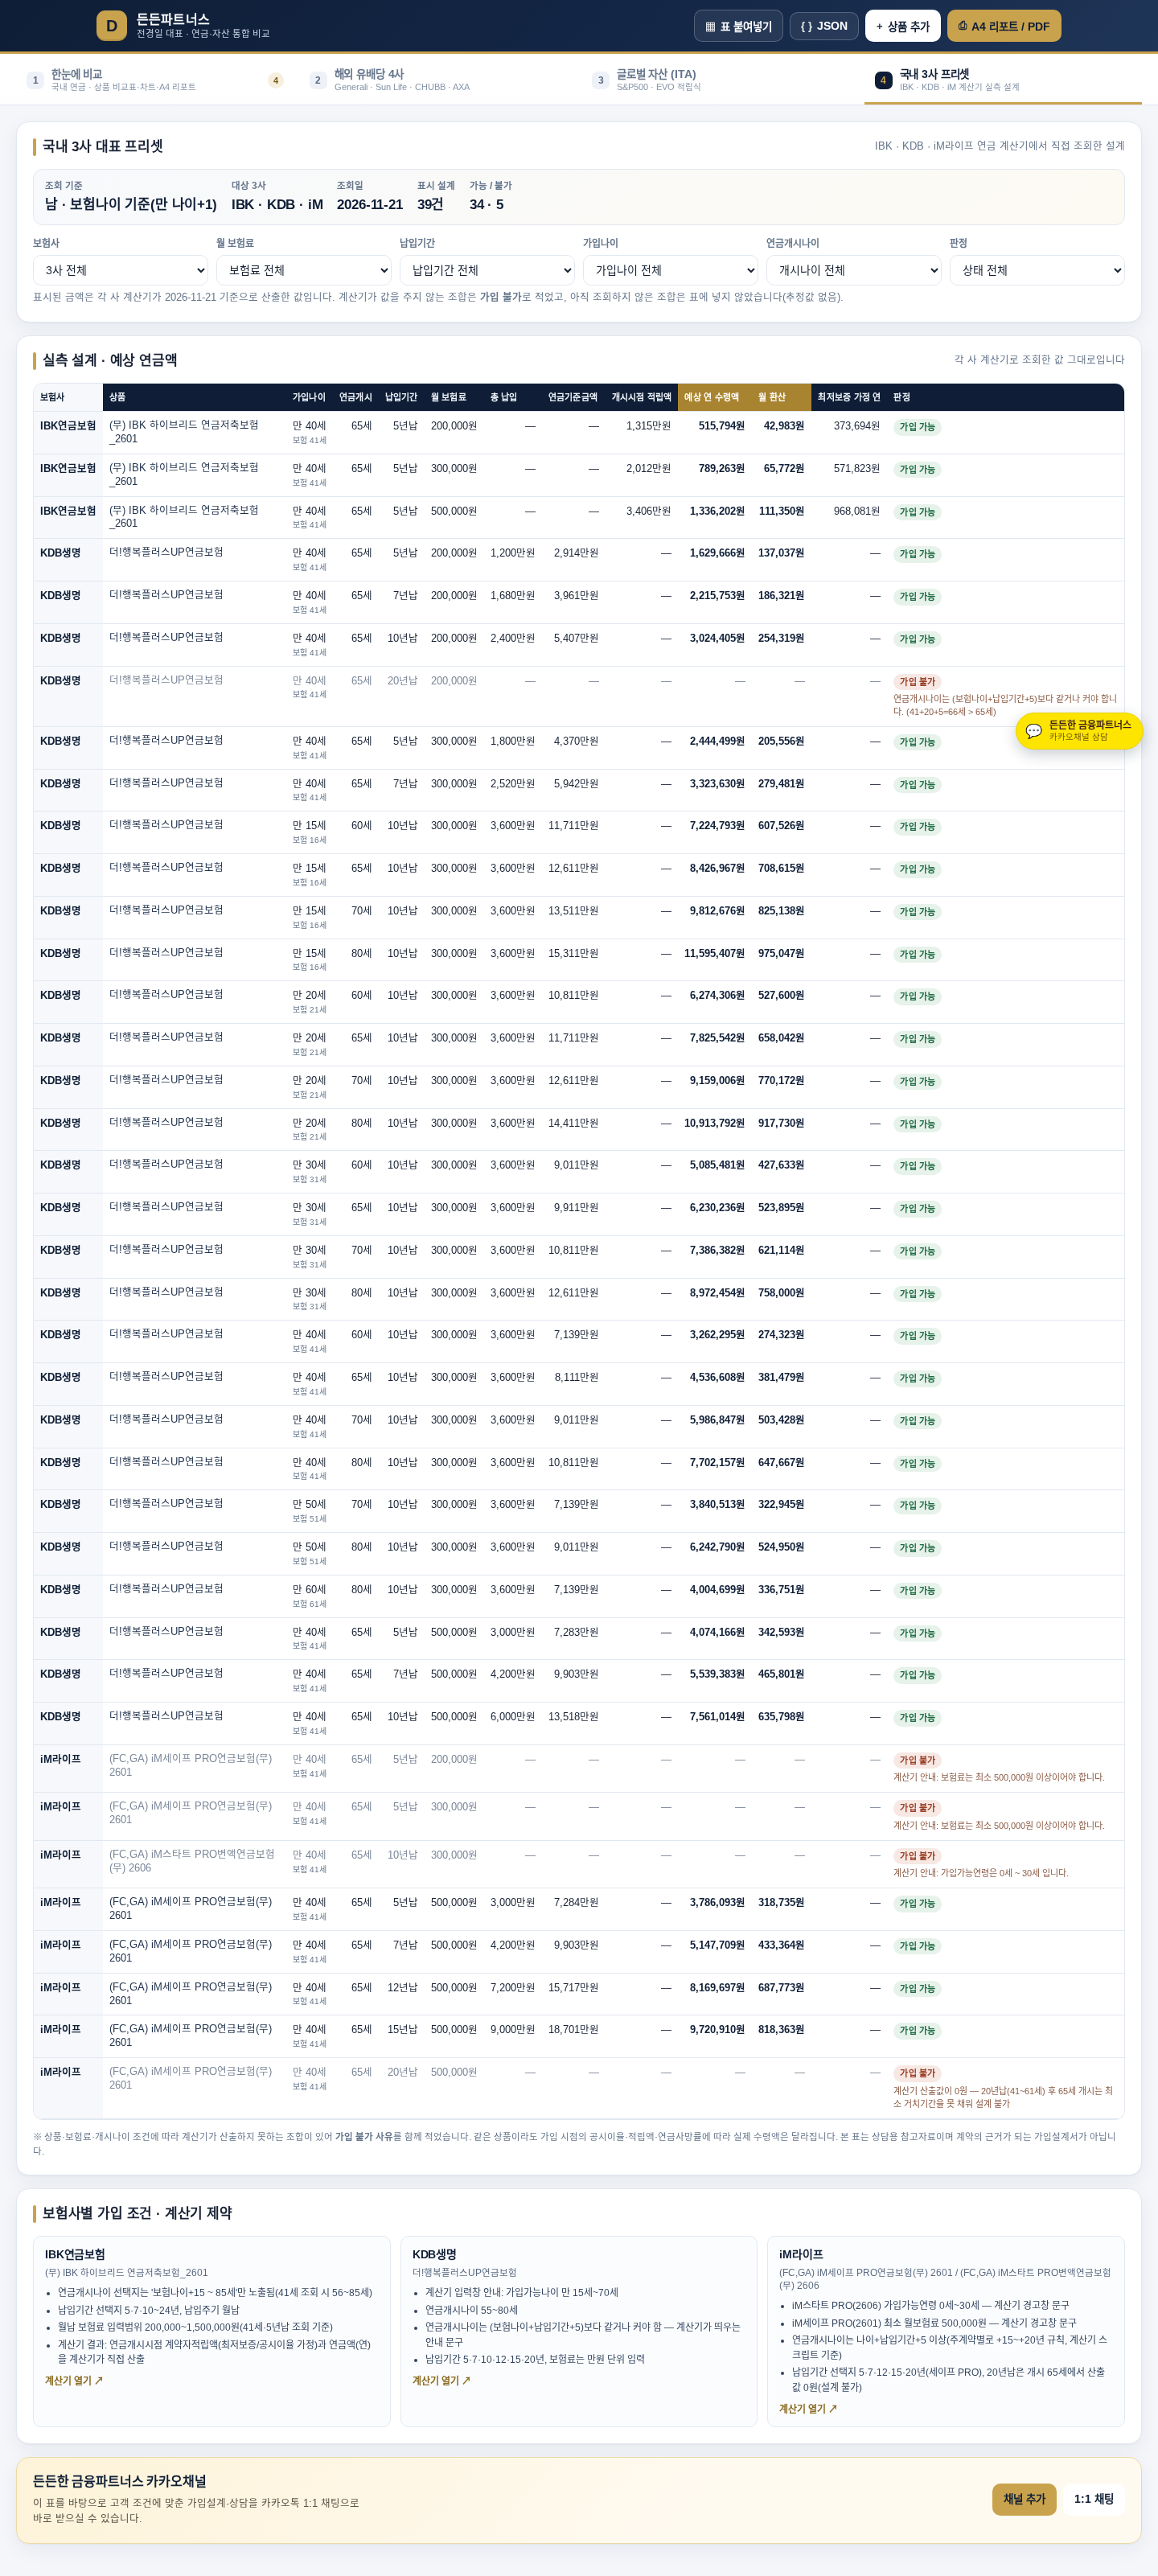 D 든든파트너스
전경일 대표 · 연금·자산 통합 비교
▦ 표 붙여넣기 { } JSON + 상품 추가 ⎙ A4 리포트 / PDF
1 한눈에 비교 4
국내 연금 · 상품 비교표·차트·A4 리포트
2 해외 유배당 4사
Generali · Sun Life · CHUBB · AXA
3 글로벌 자산 (ITA)
S&P500 · EVO 적립식
4 국내 3사 프리셋
IBK · KDB · iM 계산기 실측 설계
국내 3사 대표 프리셋 IBK · KDB · iM라이프 연금 계산기에서 직접 조회한 설계
조회 기준 대상 3사 조회일 표시 설계 가능 / 불가
남 · 보험나이 기준(만 나이+1) IBK · KDB · iM 2026-11-21 39건 34 · 5
보험사 월 보험료 납입기간 가입나이 연금개시나이 판정
3사 전체 보험료 전체 납입기간 전체 가입나이 전체 개시나이 전체 상태 전체
표시된 금액은 각 사 계산기가 2026-11-21 기준으로 산출한 값입니다. 계산기가 값을 주지 않는 조합은 가입 불가로 적었고, 아직 조회하지 않은 조합은 표에 넣지 않았습니다(추정값 없음).
실측 설계 · 예상 연금액 각 사 계산기로 조회한 값 그대로입니다
보험사 상품 가입나이 연금개시 납입기간 월 보험료 총 납입 연금기준금액 개시시점 적립액 예상 연 수령액 월 환산 최저보증 가정 연 판정
IBK연금보험 (무) IBK 하이브리드 연금저축보험 만 40세 65세 5년납 200,000원 — — 1,315만원 515,794원 42,983원 373,694원 가입 가능
_2601 보험 41세
IBK연금보험 (무) IBK 하이브리드 연금저축보험 만 40세 65세 5년납 300,000원 — — 2,012만원 789,263원 65,772원 571,823원 가입 가능
_2601 보험 41세
IBK연금보험 (무) IBK 하이브리드 연금저축보험 만 40세 65세 5년납 500,000원 — — 3,406만원 1,336,202원 111,350원 968,081원 가입 가능
_2601 보험 41세
KDB생명 더!행복플러스UP연금보험 만 40세 65세 5년납 200,000원 1,200만원 2,914만원 — 1,629,666원 137,037원 — 가입 가능
보험 41세
KDB생명 더!행복플러스UP연금보험 만 40세 65세 7년납 200,000원 1,680만원 3,961만원 — 2,215,753원 186,321원 — 가입 가능
보험 41세
KDB생명 더!행복플러스UP연금보험 만 40세 65세 10년납 200,000원 2,400만원 5,407만원 — 3,024,405원 254,319원 — 가입 가능
보험 41세
KDB생명 더!행복플러스UP연금보험 만 40세 65세 20년납 200,000원 — — — — — — 가입 불가
보험 41세 연금개시나이는 (보험나이+납입기간+5)보다 같거나 커야 합니
다. (41+20+5=66세 > 65세)
KDB생명 더!행복플러스UP연금보험 만 40세 65세 5년납 300,000원 1,800만원 4,370만원 — 2,444,499원 205,556원 — 가입 가능
보험 41세
💬 든든한 금융파트너스
카카오채널 상담
KDB생명 더!행복플러스UP연금보험 만 40세 65세 7년납 300,000원 2,520만원 5,942만원 — 3,323,630원 279,481원 — 가입 가능
보험 41세
KDB생명 더!행복플러스UP연금보험 만 15세 60세 10년납 300,000원 3,600만원 11,711만원 — 7,224,793원 607,526원 — 가입 가능
보험 16세
KDB생명 더!행복플러스UP연금보험 만 15세 65세 10년납 300,000원 3,600만원 12,611만원 — 8,426,967원 708,615원 — 가입 가능
보험 16세
KDB생명 더!행복플러스UP연금보험 만 15세 70세 10년납 300,000원 3,600만원 13,511만원 — 9,812,676원 825,138원 — 가입 가능
보험 16세
KDB생명 더!행복플러스UP연금보험 만 15세 80세 10년납 300,000원 3,600만원 15,311만원 — 11,595,407원 975,047원 — 가입 가능
보험 16세
KDB생명 더!행복플러스UP연금보험 만 20세 60세 10년납 300,000원 3,600만원 10,811만원 — 6,274,306원 527,600원 — 가입 가능
보험 21세
KDB생명 더!행복플러스UP연금보험 만 20세 65세 10년납 300,000원 3,600만원 11,711만원 — 7,825,542원 658,042원 — 가입 가능
보험 21세
KDB생명 더!행복플러스UP연금보험 만 20세 70세 10년납 300,000원 3,600만원 12,611만원 — 9,159,006원 770,172원 — 가입 가능
보험 21세
KDB생명 더!행복플러스UP연금보험 만 20세 80세 10년납 300,000원 3,600만원 14,411만원 — 10,913,792원 917,730원 — 가입 가능
보험 21세
KDB생명 더!행복플러스UP연금보험 만 30세 60세 10년납 300,000원 3,600만원 9,011만원 — 5,085,481원 427,633원 — 가입 가능
보험 31세
KDB생명 더!행복플러스UP연금보험 만 30세 65세 10년납 300,000원 3,600만원 9,911만원 — 6,230,236원 523,895원 — 가입 가능
보험 31세
KDB생명 더!행복플러스UP연금보험 만 30세 70세 10년납 300,000원 3,600만원 10,811만원 — 7,386,382원 621,114원 — 가입 가능
보험 31세
KDB생명 더!행복플러스UP연금보험 만 30세 80세 10년납 300,000원 3,600만원 12,611만원 — 8,972,454원 758,000원 — 가입 가능
보험 31세
KDB생명 더!행복플러스UP연금보험 만 40세 60세 10년납 300,000원 3,600만원 7,139만원 — 3,262,295원 274,323원 — 가입 가능
보험 41세
KDB생명 더!행복플러스UP연금보험 만 40세 65세 10년납 300,000원 3,600만원 8,111만원 — 4,536,608원 381,479원 — 가입 가능
보험 41세
KDB생명 더!행복플러스UP연금보험 만 40세 70세 10년납 300,000원 3,600만원 9,011만원 — 5,986,847원 503,428원 — 가입 가능
보험 41세
KDB생명 더!행복플러스UP연금보험 만 40세 80세 10년납 300,000원 3,600만원 10,811만원 — 7,702,157원 647,667원 — 가입 가능
보험 41세
KDB생명 더!행복플러스UP연금보험 만 50세 70세 10년납 300,000원 3,600만원 7,139만원 — 3,840,513원 322,945원 — 가입 가능
보험 51세
KDB생명 더!행복플러스UP연금보험 만 50세 80세 10년납 300,000원 3,600만원 9,011만원 — 6,242,790원 524,950원 — 가입 가능
보험 51세
KDB생명 더!행복플러스UP연금보험 만 60세 80세 10년납 300,000원 3,600만원 7,139만원 — 4,004,699원 336,751원 — 가입 가능
보험 61세
KDB생명 더!행복플러스UP연금보험 만 40세 65세 5년납 500,000원 3,000만원 7,283만원 — 4,074,166원 342,593원 — 가입 가능
보험 41세
KDB생명 더!행복플러스UP연금보험 만 40세 65세 7년납 500,000원 4,200만원 9,903만원 — 5,539,383원 465,801원 — 가입 가능
보험 41세
KDB생명 더!행복플러스UP연금보험 만 40세 65세 10년납 500,000원 6,000만원 13,518만원 — 7,561,014원 635,798원 — 가입 가능
보험 41세
iM라이프 (FC,GA) iM세이프 PRO연금보험(무) 만 40세 65세 5년납 200,000원 — — — — — — 가입 불가
2601 보험 41세 계산기 안내: 보험료는 최소 500,000원 이상이어야 합니다.
iM라이프 (FC,GA) iM세이프 PRO연금보험(무) 만 40세 65세 5년납 300,000원 — — — — — — 가입 불가
2601 보험 41세 계산기 안내: 보험료는 최소 500,000원 이상이어야 합니다.
iM라이프 (FC,GA) iM스타트 PRO변액연금보험 만 40세 65세 10년납 300,000원 — — — — — — 가입 불가
(무) 2606 보험 41세 계산기 안내: 가입가능연령은 0세 ~ 30세 입니다.
iM라이프 (FC,GA) iM세이프 PRO연금보험(무) 만 40세 65세 5년납 500,000원 3,000만원 7,284만원 — 3,786,093원 318,735원 — 가입 가능
2601 보험 41세
iM라이프 (FC,GA) iM세이프 PRO연금보험(무) 만 40세 65세 7년납 500,000원 4,200만원 9,903만원 — 5,147,709원 433,364원 — 가입 가능
2601 보험 41세
iM라이프 (FC,GA) iM세이프 PRO연금보험(무) 만 40세 65세 12년납 500,000원 7,200만원 15,717만원 — 8,169,697원 687,773원 — 가입 가능
2601 보험 41세
iM라이프 (FC,GA) iM세이프 PRO연금보험(무) 만 40세 65세 15년납 500,000원 9,000만원 18,701만원 — 9,720,910원 818,363원 — 가입 가능
2601 보험 41세
iM라이프 (FC,GA) iM세이프 PRO연금보험(무) 만 40세 65세 20년납 500,000원 — — — — — — 가입 불가
2601 보험 41세 계산기 산출값이 0원 — 20년납(41~61세) 후 65세 개시는 최
소 거치기간을 못 채워 설계 불가
※ 상품·보험료·개시나이 조건에 따라 계산기가 산출하지 못하는 조합이 있어 가입 불가 사유를 함께 적었습니다. 같은 상품이라도 가입 시점의 공시이율·적립액·연금사망률에 따라 실제 수령액은 달라집니다. 본 표는 상담용 참고자료이며 계약의 근거가 되는 가입설계서가 아닙니
다.
보험사별 가입 조건 · 계산기 제약
IBK연금보험
(무) IBK 하이브리드 연금저축보험_2601
• 연금개시나이 선택지는 '보험나이+15 ~ 85세'만 노출됨(41세 조회 시 56~85세)
• 납입기간 선택지 5·7·10~24년, 납입주기 월납
• 월납 보험료 입력범위 200,000~1,500,000원(41세·5년납 조회 기준)
• 계산기 결과: 연금개시시점 계약자적립액(최저보증/공시이율 가정)과 연금액(연)
을 계산기가 직접 산출
계산기 열기 ↗
KDB생명
더!행복플러스UP연금보험
• 계산기 입력창 안내: 가입가능나이 만 15세~70세
• 연금개시나이 55~80세
• 연금개시나이는 (보험나이+납입기간+5)보다 같거나 커야 함 — 계산기가 띄우는
안내 문구
• 납입기간 5·7·10·12·15·20년, 보험료는 만원 단위 입력
계산기 열기 ↗
iM라이프
(FC,GA) iM세이프 PRO연금보험(무) 2601 / (FC,GA) iM스타트 PRO변액연금보험
(무) 2606
• iM스타트 PRO(2606) 가입가능연령 0세~30세 — 계산기 경고창 문구
• iM세이프 PRO(2601) 최소 월보험료 500,000원 — 계산기 경고창 문구
• 연금개시나이는 나이+납입기간+5 이상(주계약별로 +15~+20년 규칙, 계산기 스
크립트 기준)
• 납입기간 선택지 5·7·12·15·20년(세이프 PRO), 20년납은 개시 65세에서 산출
값 0원(설계 불가)
계산기 열기 ↗
든든한 금융파트너스 카카오채널
이 표를 바탕으로 고객 조건에 맞춘 가입설계·상담을 카카오톡 1:1 채팅으로
바로 받으실 수 있습니다.
채널 추가 1:1 채팅